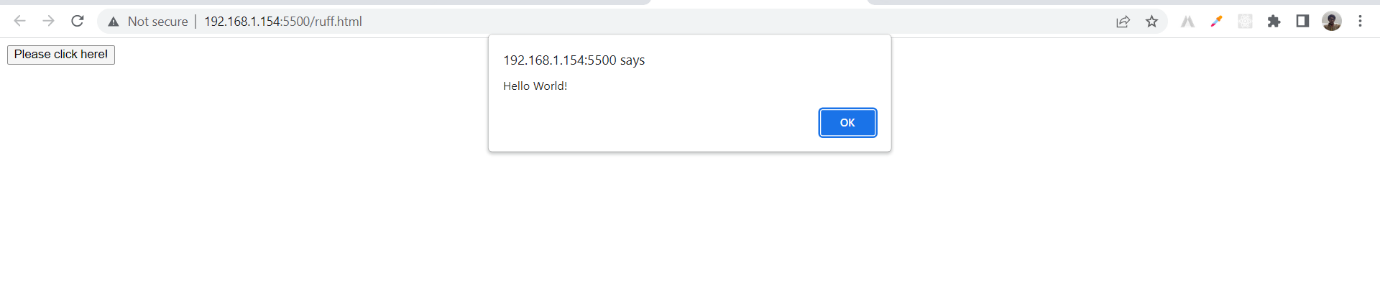 Not secure | 192.168.1.154:5500/ruff.html
Please click here!
192.168.1.154:5500 says
Hello World!
OK